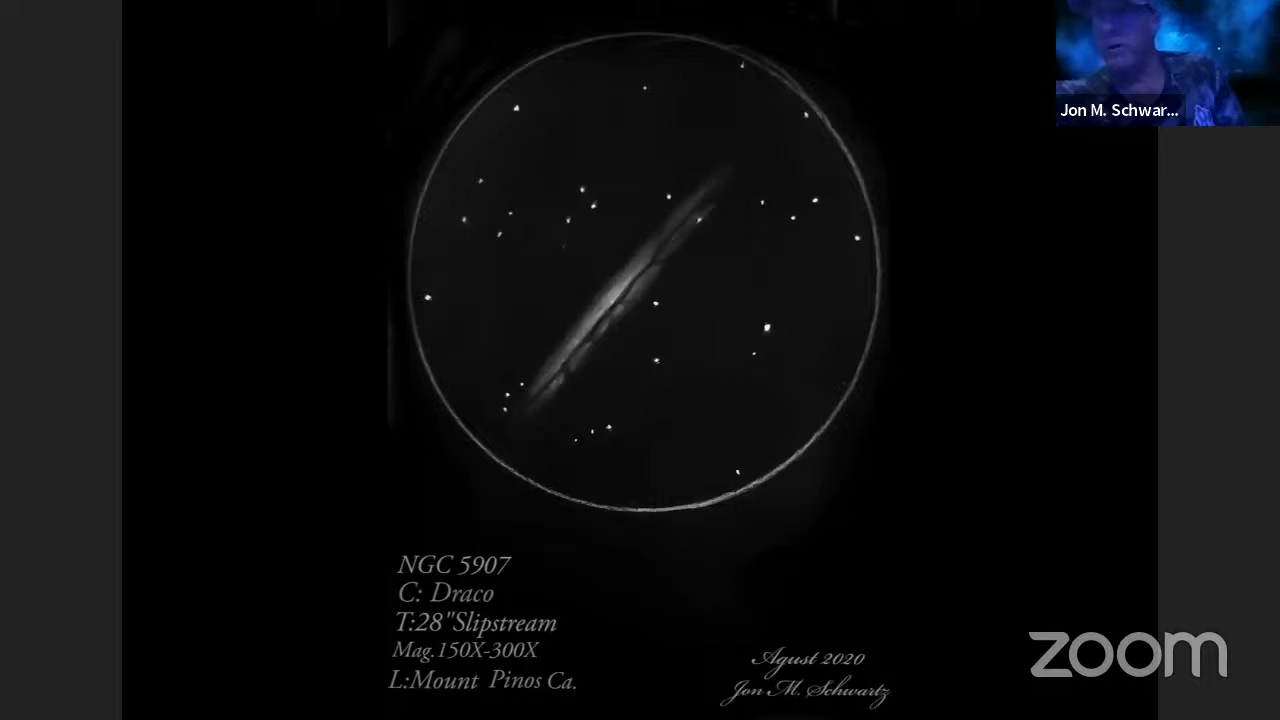 Jon M. Schwar...
NGC 5907
C: Draco
T:28"Slipstream
Mag.150X-300X
L:Mount Pinos Ca.
Agust 2020
Jon M. Schwartz
zoom